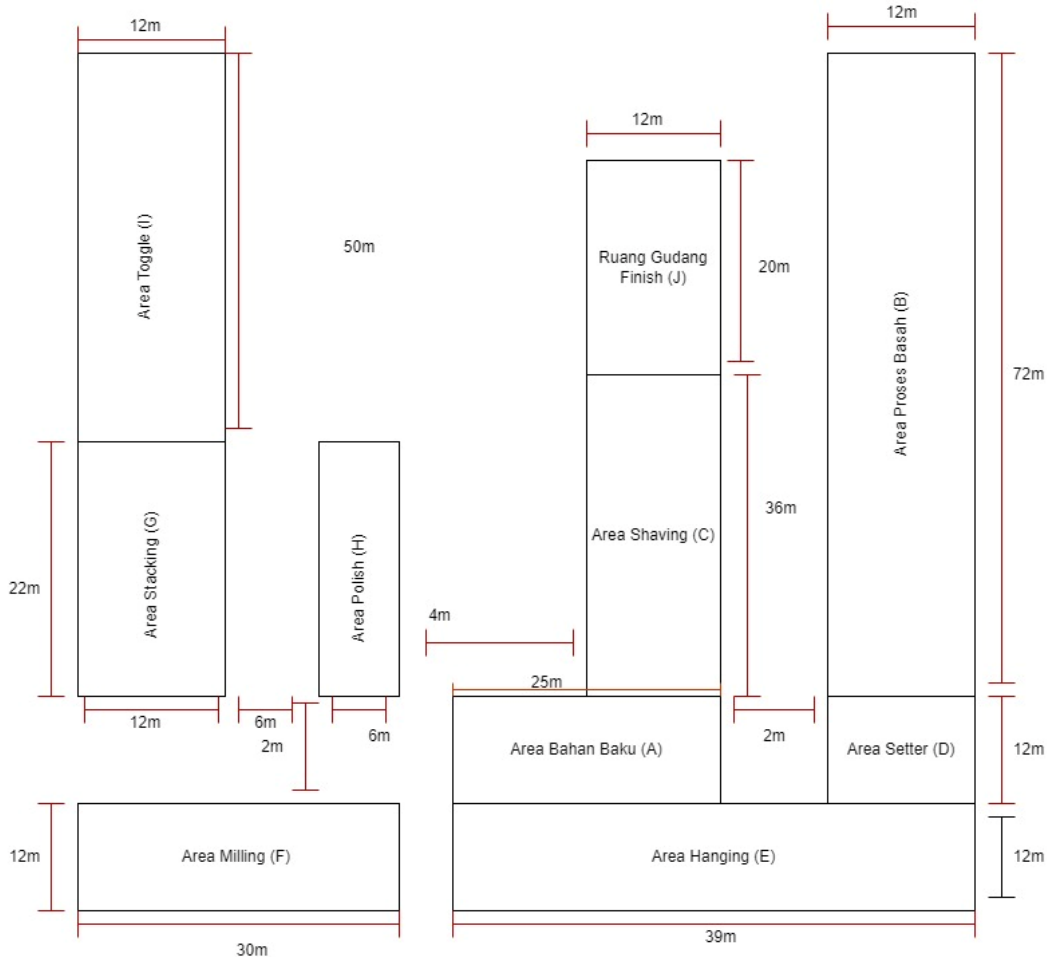 12m
12m
12m
Area Toggle (I)
50m
Ruang Gudang
Finish (J)
20m
Area Proses Basah (B)
72m
36m
Area Shaving (C)
Area Stacking (G)
Area Polish (H)
22m
4m
25m
12m
6m
2m
6m
2m
Area Bahan Baku (A)
Area Setter (D)
12m
12m
Area Milling (F)
Area Hanging (E)
12m
30m
39m